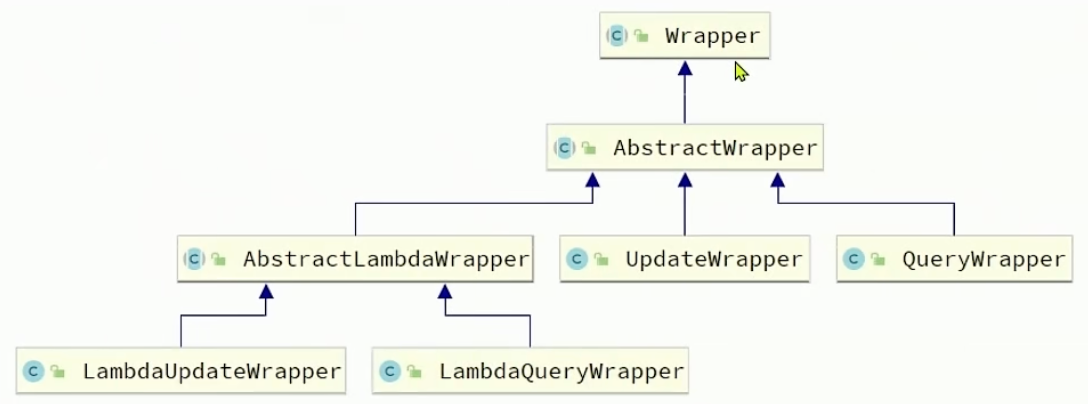 Wrapper
AbstractWrapper
AbstractLambdaWrapper
UpdateWrapper
QueryWrapper
LambdaUpdateWrapper
LambdaQueryWrapper